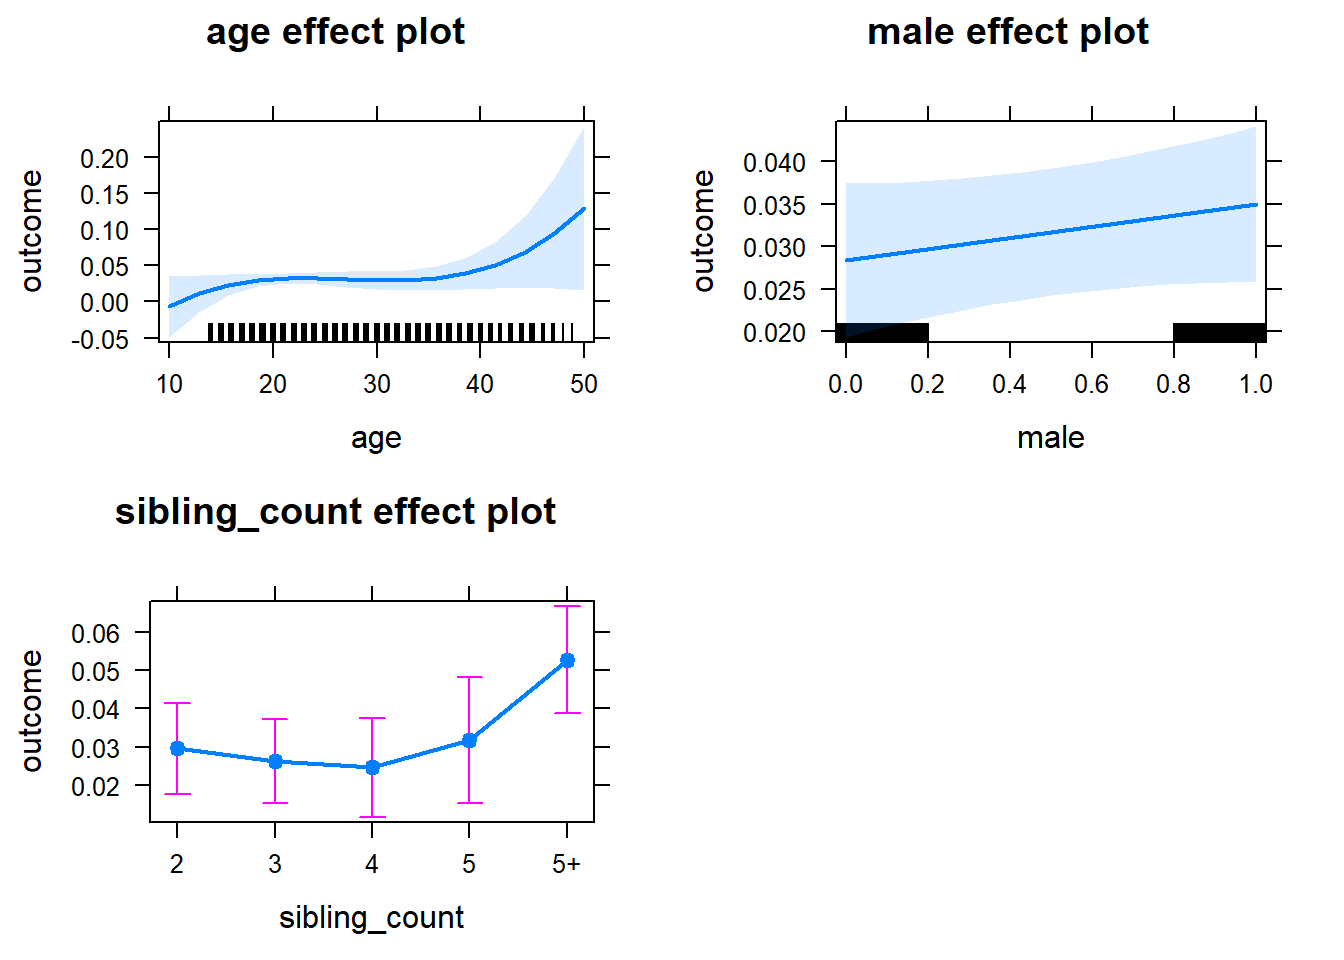 age effect plot
outcome
0.20
0.15
0.10
0.05
0.00
-0.05
10 20 30 40 50
age
male effect plot
outcome
0.040
0.035
0.030
0.025
0.020
0.0 0.2 0.4 0.6 0.8 1.0
male
sibling_count effect plot
outcome
0.06
0.05
0.04
0.03
0.02
2 3 4 5 5+
sibling_count